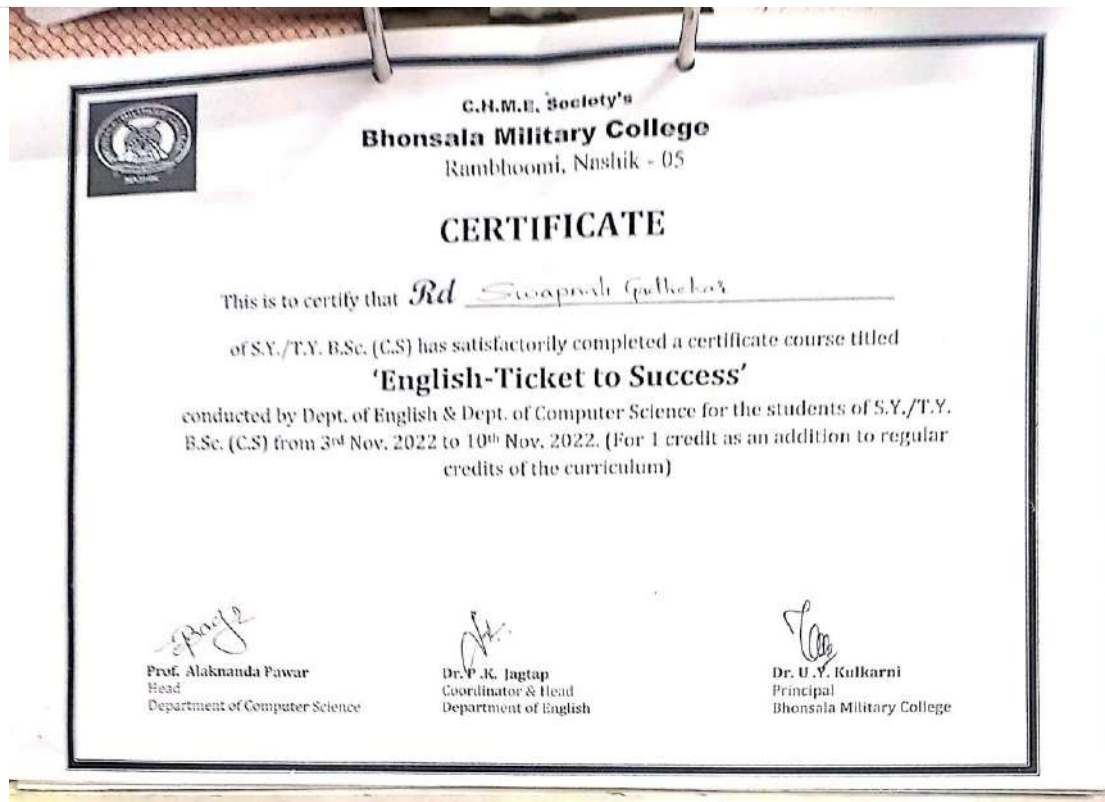 C.H.M.E. Society's
Bhonsala Military College
Rambhoomi, Nashik - 05
NASHIK
CERTIFICATE
This is to certify that Rd
of S.Y./T.Y. B.Sc. (C.S) has satisfactorily completed a certificate course titled
'English-Ticket to Success'
conducted by Dept. of English & Dept. of Computer Science for the students of S.Y./T.Y.
B.Sc. (C.S) from 3rd Nov. 2022 to 10th Nov. 2022. (For 1 credit as an addition to regular
credits of the curriculum)
Prof. Alaknanda Pawar
Head
Department of Computer Science
Dr. P .K. Jagtap
Coordinator & Head
Department of English
Dr. U .Y. Kulkarni
Principal
Bhonsala Military College